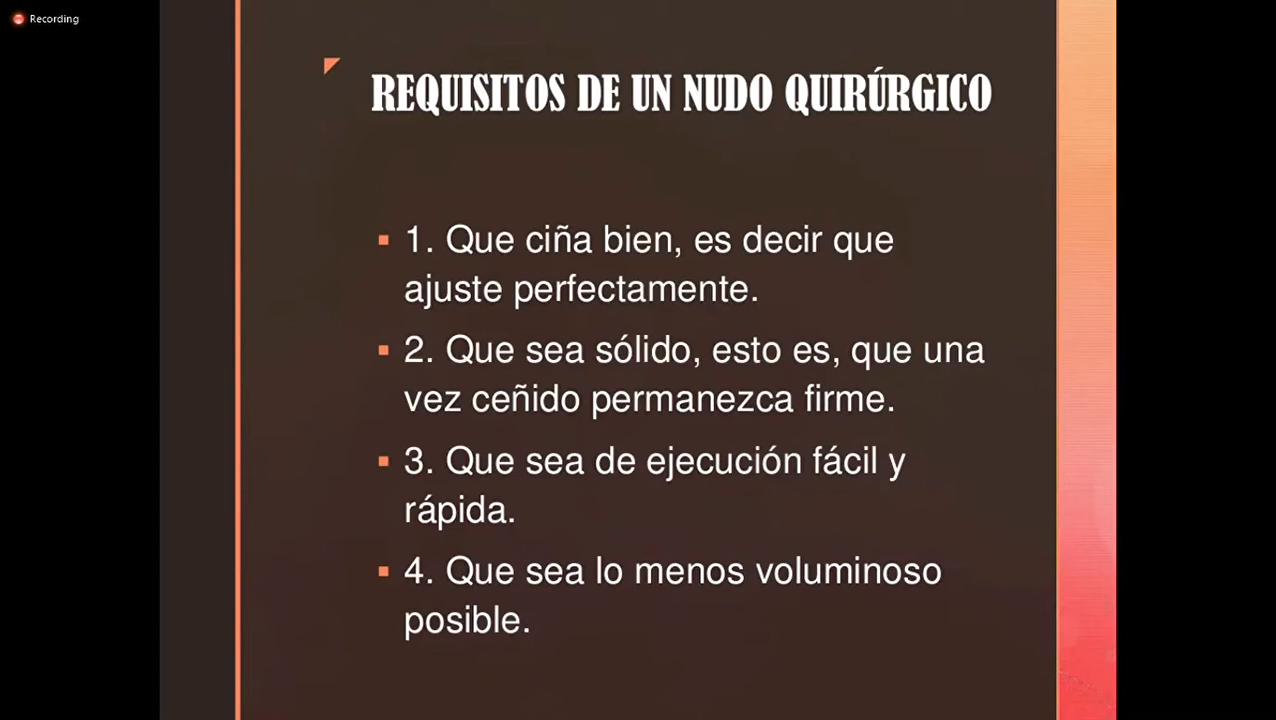 Recording
REQUISITOS DE UN NUDO QUIRÚRGICO
1. Que ciña bien, es decir que
ajuste perfectamente.
2. Que sea sólido, esto es, que una
vez ceñido permanezca firme.
3. Que sea de ejecución fácil y
rápida.
4. Que sea lo menos voluminoso
posible.